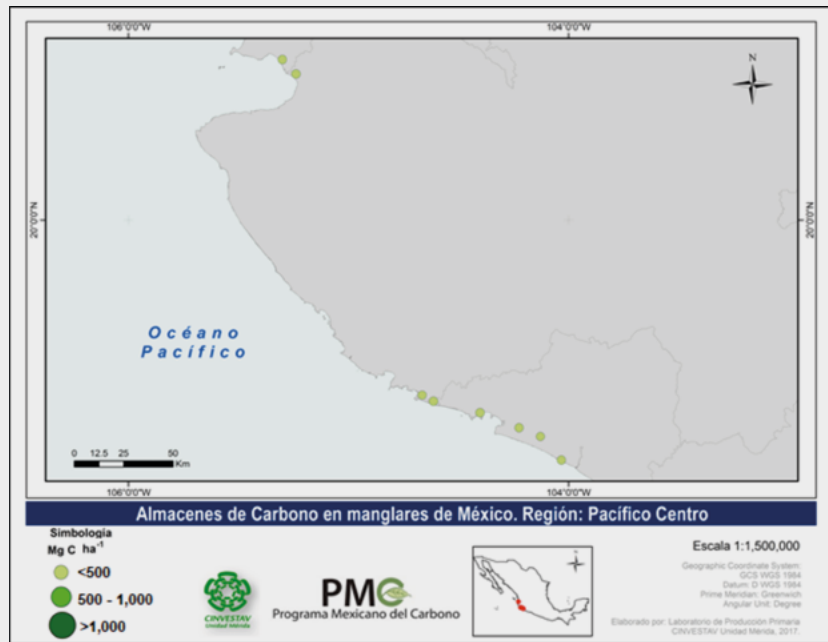 106°0'0"W 104°0'0"W
N
20°0'0"N 20°0'0"N
Océano
Pacífico
0 12.5 25 50
Km
106°0'0"W 104°0'0"W
Almacenes de Carbono en manglares de México. Región: Pacífico Centro
Simbología
Mg C ha-1
<500
500 - 1,000
>1,000
CINVESTAV
Unidad Mérida
PMC
Programa Mexicano del Carbono
Escala 1:1,500,000
Geographic Coordinate System:
GCS WGS 1984
Datum: D WGS 1984
Prime Meridian: Greenwich
Angular Unit: Degree
Elaborado por: Laboratorio de Producción Primaria
CINVESTAV Unidad Mérida, 2017.